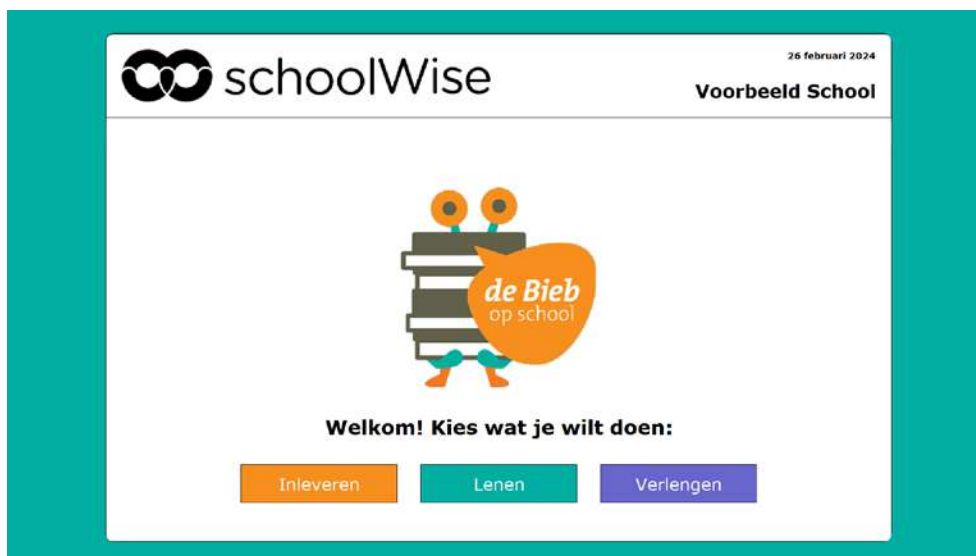 schoolWise
26 februari 2024
Voorbeeld School
de Bieb
op school
Welkom! Kies wat je wilt doen:
Inleveren
Lenen
Verlengen